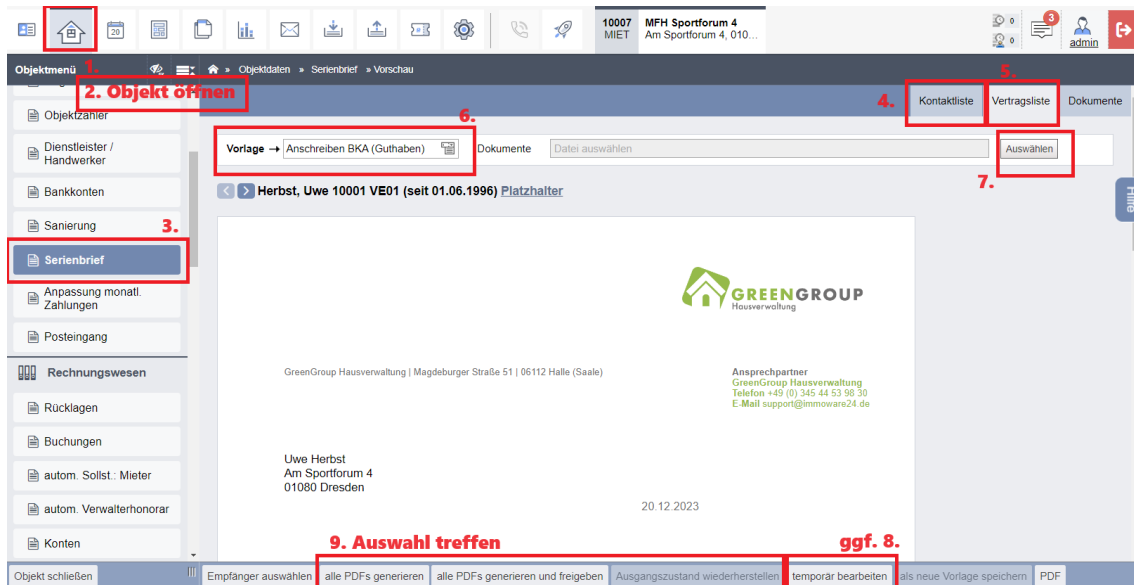 20
10007 MFH Sportforum 4
MIET Am Sportforum 4, 010...
0
0
3
admin
Objektmenü
» Objektdaten » Serienbrief » Vorschau
1.
2. Objekt öffnen
4.
5.
Kontaktliste Vertragsliste Dokumente
Objektzähler
Dienstleister /
Handwerker
Bankkonten
Sanierung
3.
Serienbrief
Anpassung monatl.
Zahlungen
Posteingang
Rechnungswesen
Rücklagen
Buchungen
autom. Sollst.: Mieter
autom. Verwalterhonorar
Konten
Objekt schließen
6.
Vorlage → Anschreiben BKA (Guthaben) Dokumente Datei auswählen Auswählen
7.
Hilfe
< > Herbst, Uwe 10001 VE01 (seit 01.06.1996) Platzhalter
GREENGROUP
Hausverwaltung
GreenGroup Hausverwaltung | Magdeburger Straße 51 | 06112 Halle (Saale)
Ansprechpartner
GreenGroup Hausverwaltung
Telefon +49 (0) 345 44 53 98 30
E-Mail support@immoware24.de
Uwe Herbst
Am Sportforum 4
01080 Dresden
20.12.2023
9. Auswahl treffen
ggf. 8.
Empfänger auswählen alle PDFs generieren alle PDFs generieren und freigeben Ausgangszustand wiederherstellen temporär bearbeiten als neue Vorlage speichern PDF